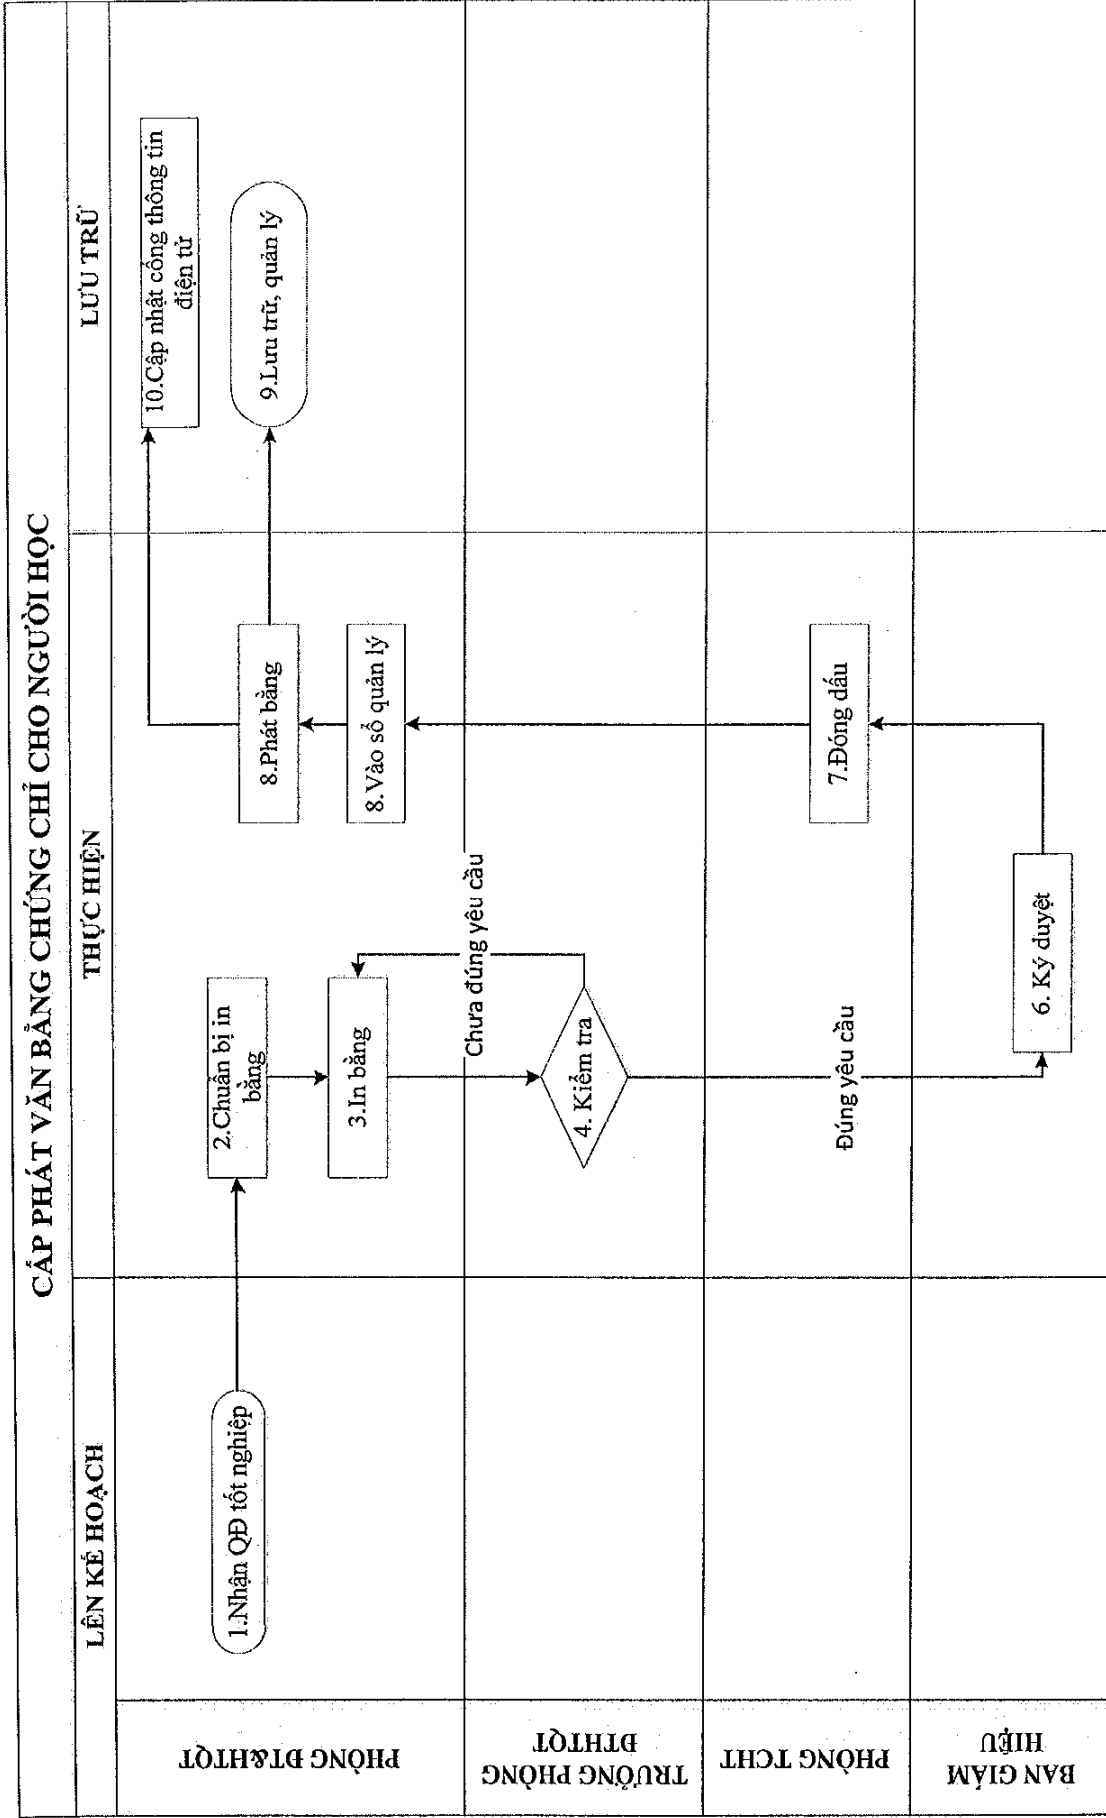 CẤP PHÁT VĂN BẰNG CHỨNG CHỈ CHO NGƯỜI HỌC
LÊN KẾ HOẠCH
THỰC HIỆN
LƯU TRỮ
PHÒNG ĐT&HTQT
1.Nhận QĐ tốt nghiệp
2.Chuẩn bị in
bằng
3.In bằng
8.Phát bằng
8.Vào sổ quản lý
10.Cập nhật cổng thông tin
điện tử
9.Lưu trữ, quản lý
TRƯỞNG PHÒNG
ĐTHTQT
4. Kiểm tra
Chưa đúng yêu cầu
PHÒNG TCHT
Đúng yêu cầu
7.Đóng dấu
BAN GIÁM
HIỆU
6. Ký duyệt